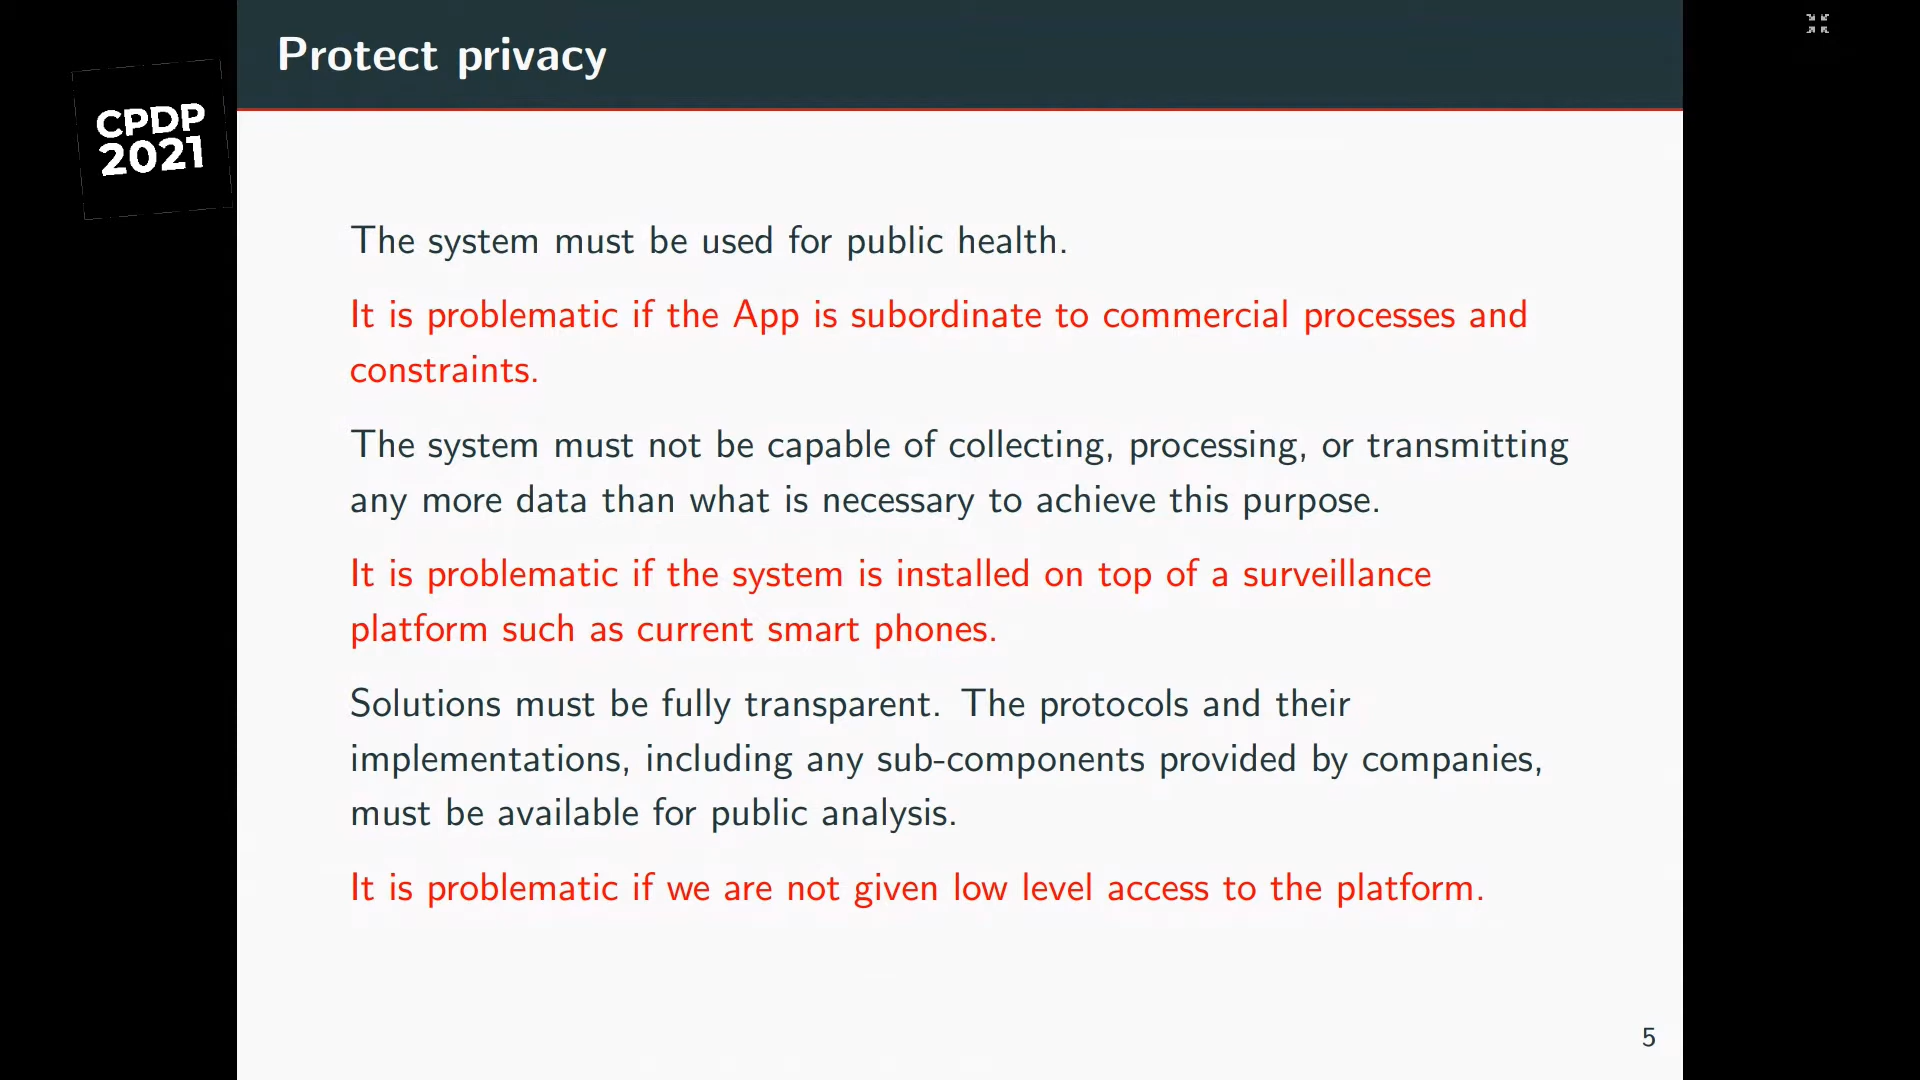 Protect privacy
CPDP
2021
The system must be used for public health.
It is problematic if the App is subordinate to commercial processes and
constraints.
The system must not be capable of collecting, processing, or transmitting
any more data than what is necessary to achieve this purpose.
It is problematic if the system is installed on top of a surveillance
platform such as current smart phones.
Solutions must be fully transparent. The protocols and their
implementations, including any sub-components provided by companies,
must be available for public analysis.
It is problematic if we are not given low level access to the platform.
5